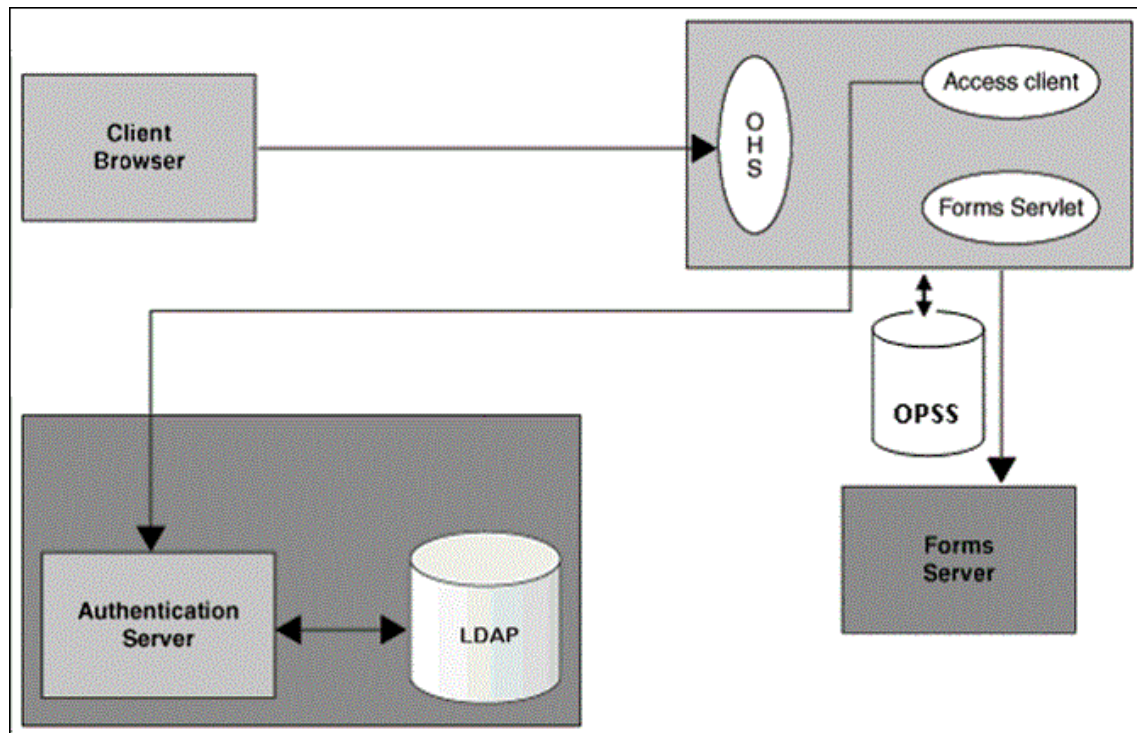 Client
Browser
O
H
S
Access client
Forms Servlet
OPSS
Forms
Server
Authentication
Server
LDAP